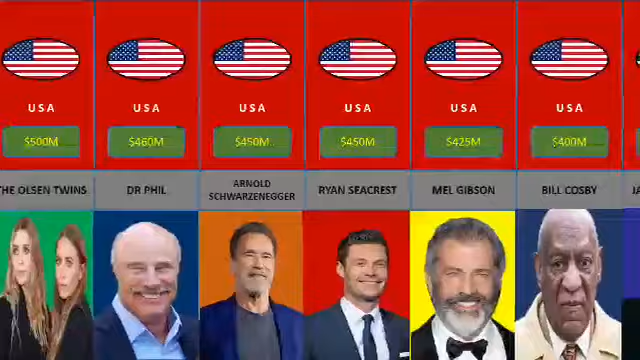 USA
USA
USA
USA
USA
USA
$500M
$460M
$450M
$450M
$425M
$400M
THE OLSEN TWINS
DR PHIL
ARNOLD
SCHWARZENEGGER
RYAN SEACREST
MEL GIBSON
BILL COSBY